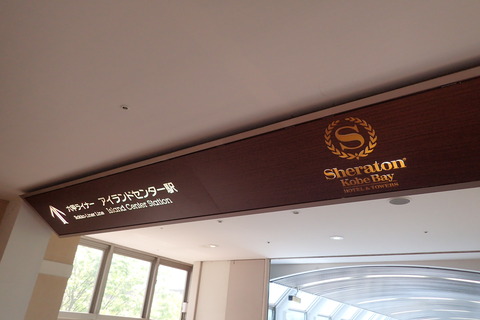 六甲ライナー アイランドセンター駅
Rokko Liner Line Island Center Station
S
Sheraton
Kobe Bay
HOTEL & TOWERS